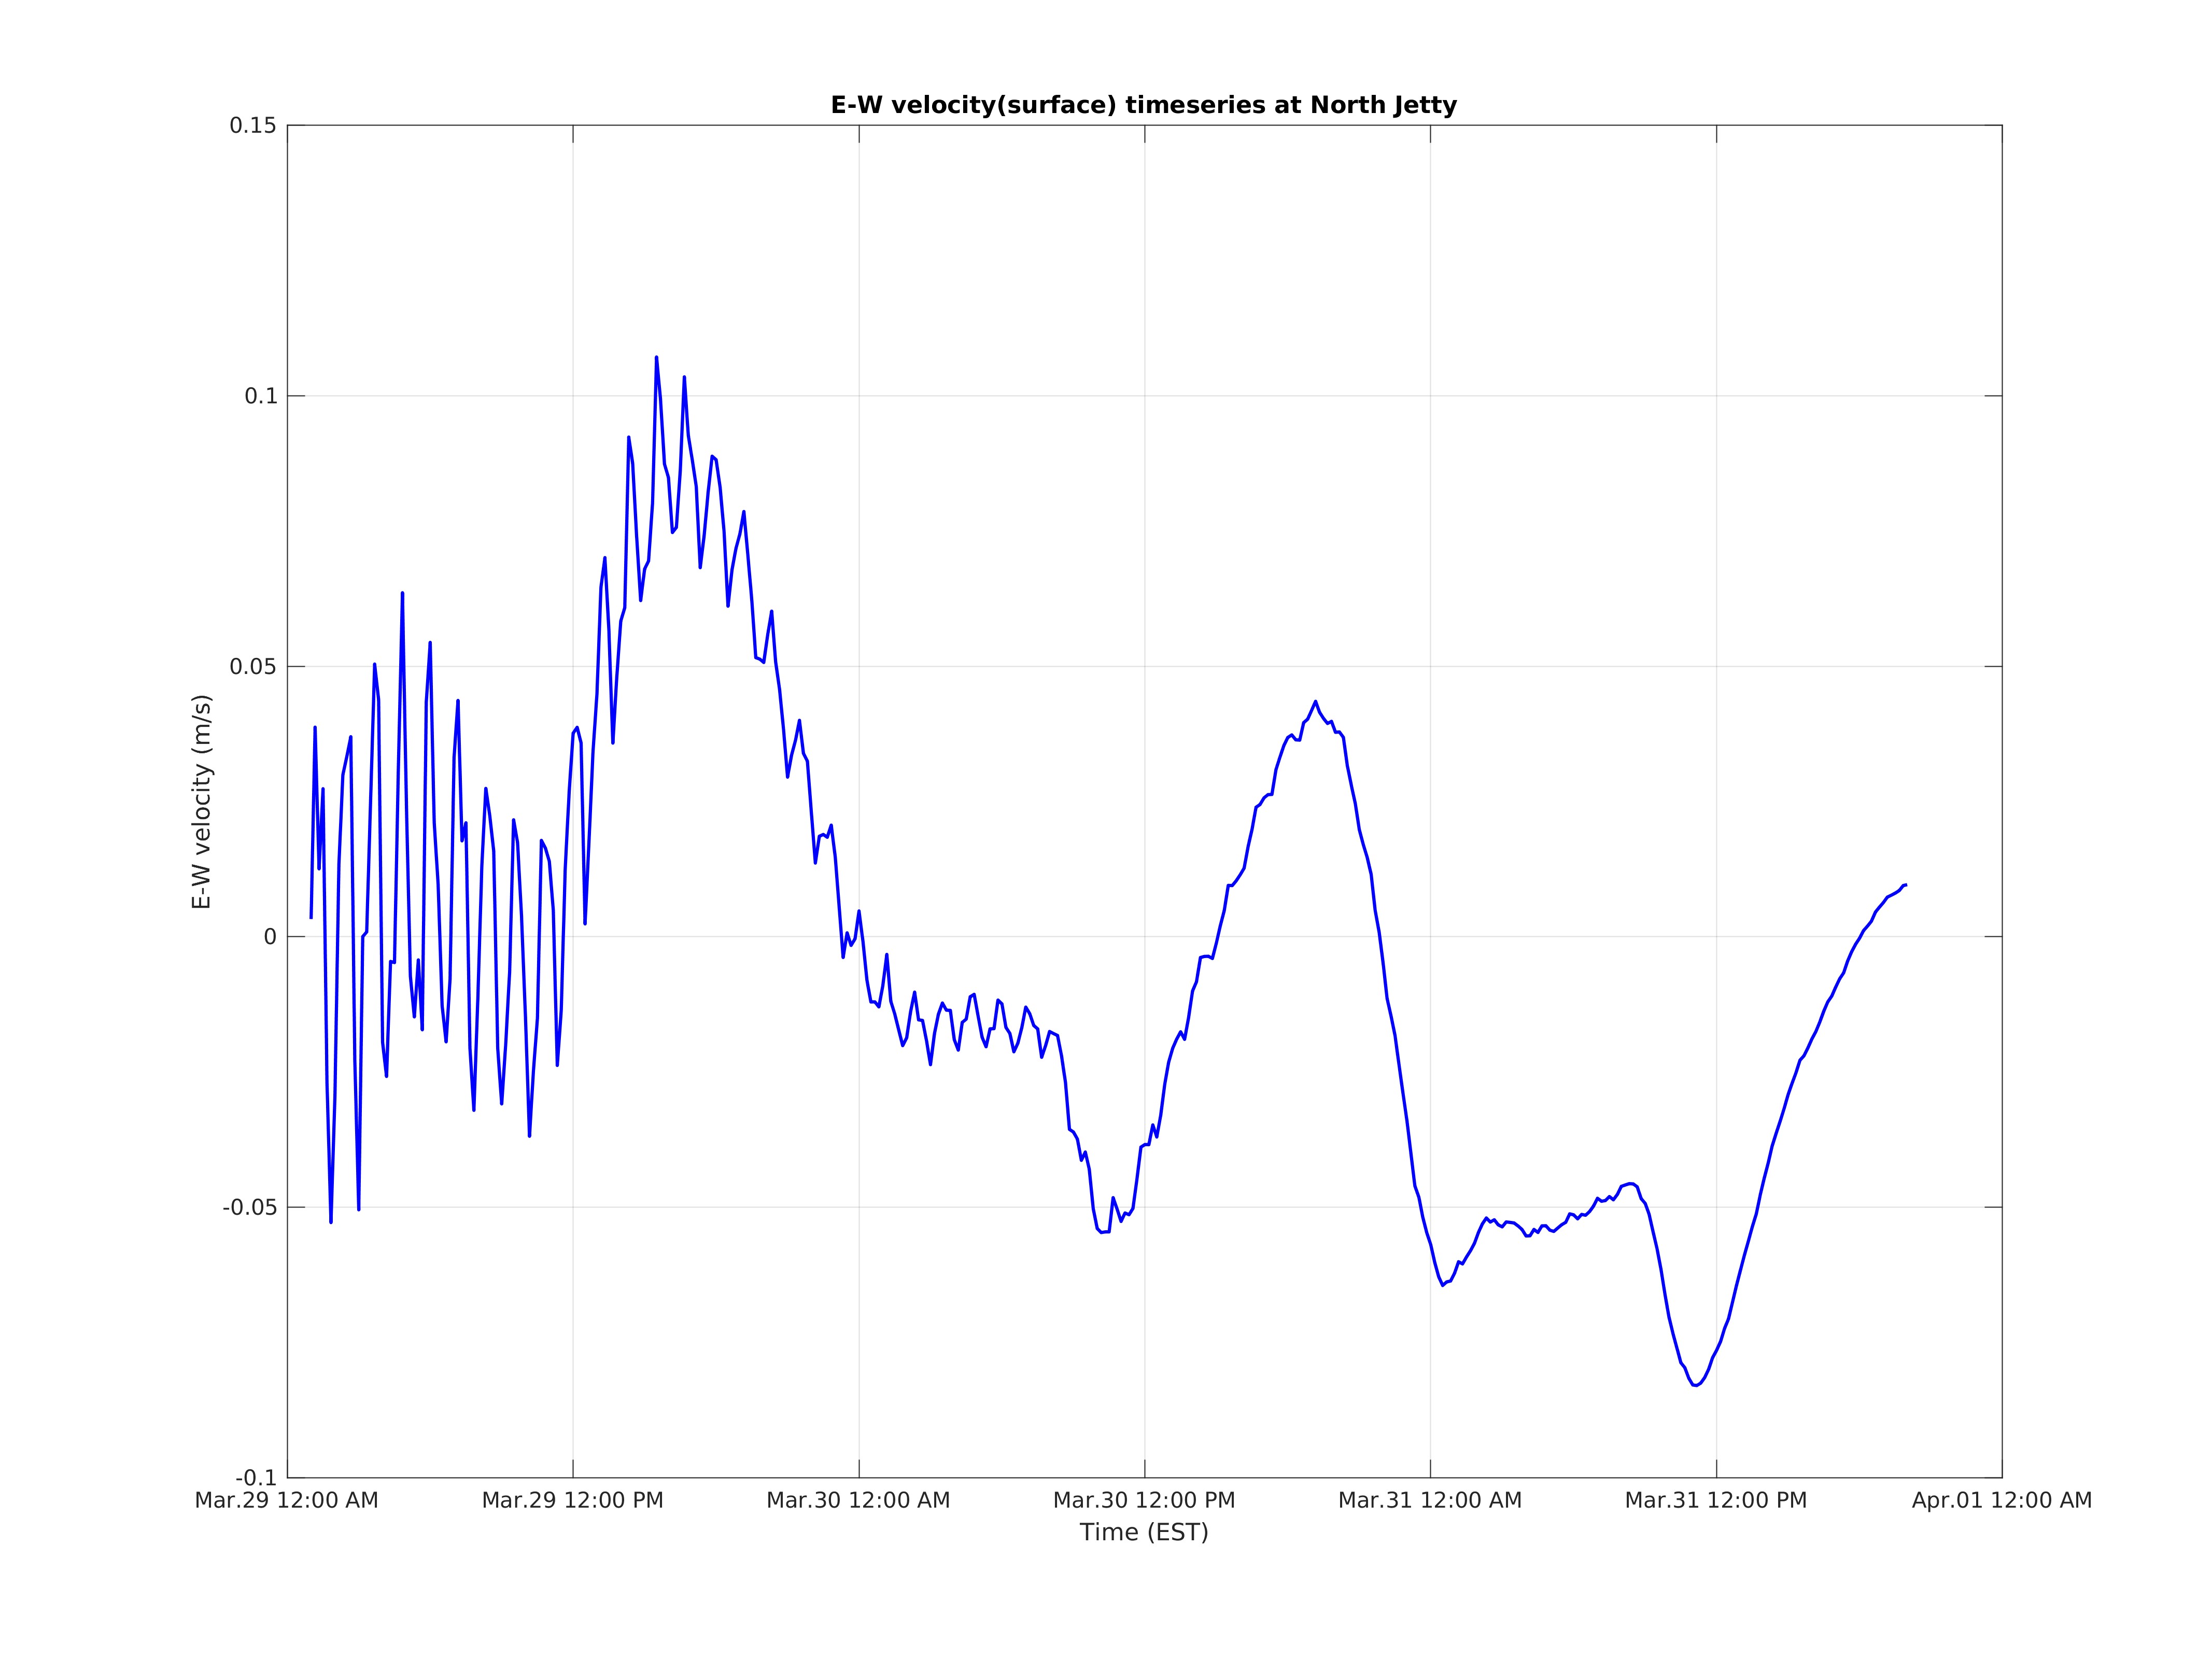 E-W velocity(surface) timeseries at North Jetty
0.15
0.1
0.05
0
-0.05
-0.1
E-W velocity (m/s)
Mar.29 12:00 AM
Mar.29 12:00 PM
Mar.30 12:00 AM
Mar.30 12:00 PM
Mar.31 12:00 AM
Mar.31 12:00 PM
Apr.01 12:00 AM
Time (EST)